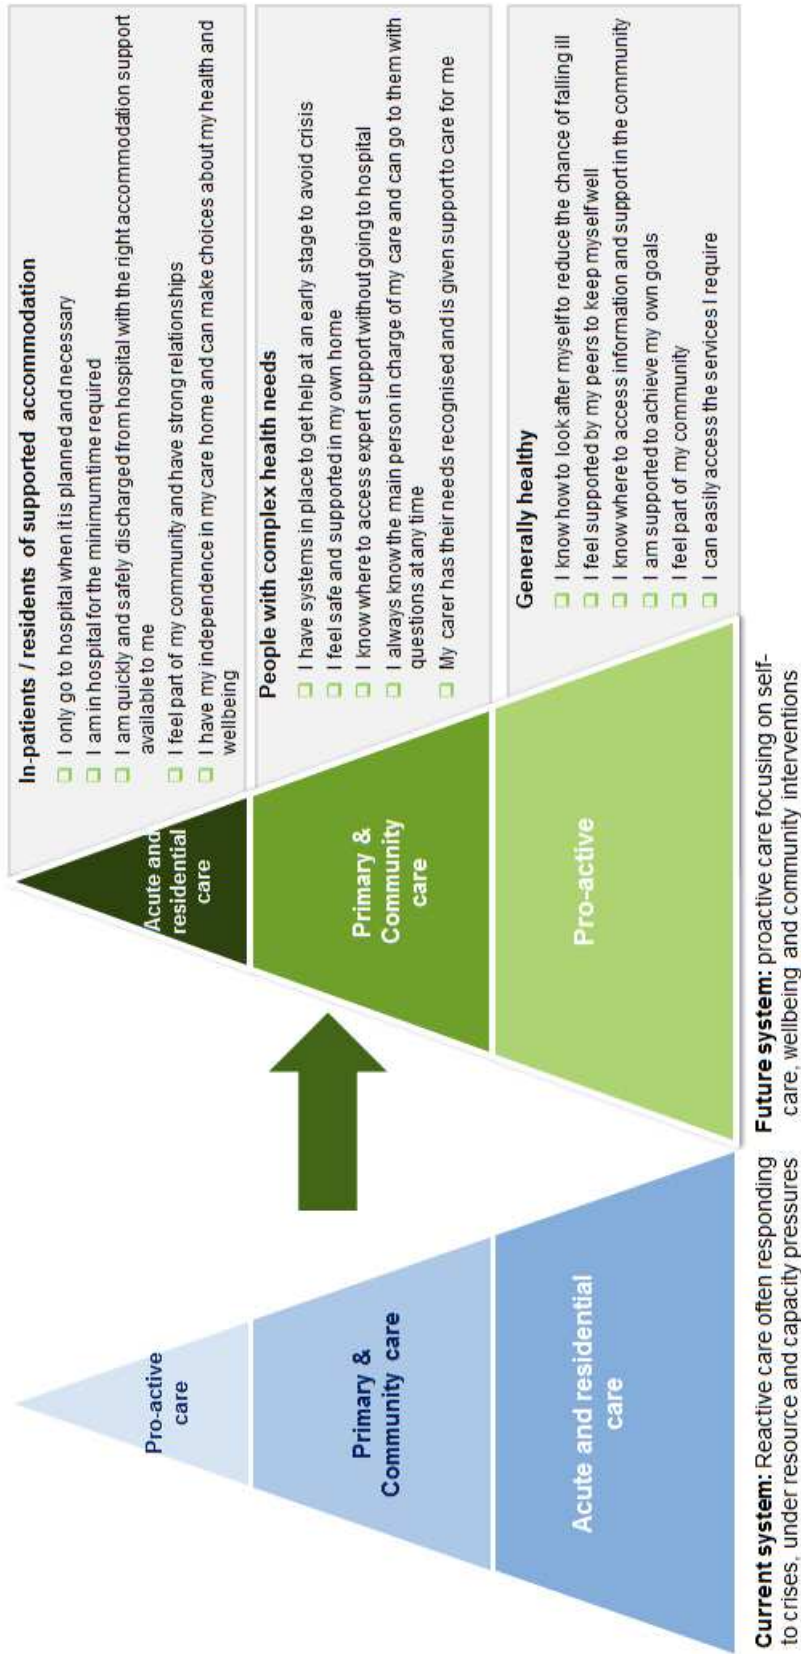 Pro-active
care
Primary &
Community care
Acute and residential
care
Current system: Reactive care often responding
to crises, under resource and capacity pressures
Acute and
residential
care
Primary &
Community
care
Pro-active
Future system: proactive care focusing on self-
care, wellbeing and community interventions
In-patients / residents of supported accommodation
I only go to hospital when it is planned and necessary
I am in hospital for the minimum time required
I am quickly and safely discharged from hospital with the right accommodation support
available to me
I feel part of my community and have strong relationships
I have my independence in my care home and can make choices about my health and
wellbeing
People with complex health needs
I have systems in place to get help at an early stage to avoid crisis
I feel safe and supported in my own home
I know where to access expert support without going to hospital
I always know the main person in charge of my care and can go to them with
questions at any time
My carer has their needs recognised and is given support to care for me
Generally healthy
I know how to look after myself to reduce the chance of falling ill
I feel supported by my peers to keep myself well
I know where to access information and support in the community
I am supported to achieve my own goals
I feel part of my community
I can easily access the services I require